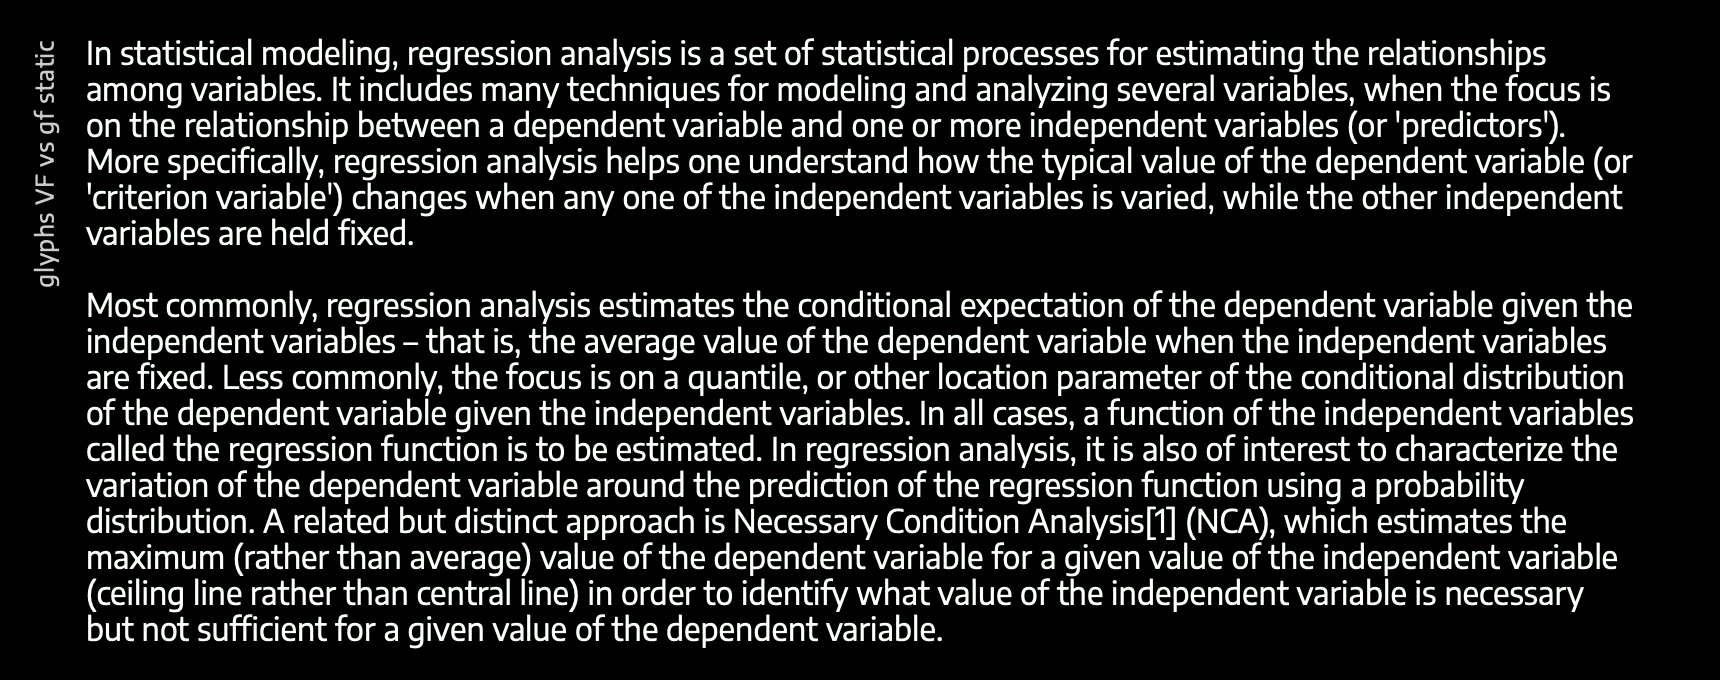 glyphs VF vs gf static
In statistical modeling, regression analysis is a set of statistical processes for estimating the relationships
among variables. It includes many techniques for modeling and analyzing several variables, when the focus is
on the relationship between a dependent variable and one or more independent variables (or 'predictors').
More specifically, regression analysis helps one understand how the typical value of the dependent variable (or
'criterion variable') changes when any one of the independent variables is varied, while the other independent
variables are held fixed.
Most commonly, regression analysis estimates the conditional expectation of the dependent variable given the
independent variables – that is, the average value of the dependent variable when the independent variables
are fixed. Less commonly, the focus is on a quantile, or other location parameter of the conditional distribution
of the dependent variable given the independent variables. In all cases, a function of the independent variables
called the regression function is to be estimated. In regression analysis, it is also of interest to characterize the
variation of the dependent variable around the prediction of the regression function using a probability
distribution. A related but distinct approach is Necessary Condition Analysis[1] (NCA), which estimates the
maximum (rather than average) value of the dependent variable for a given value of the independent variable
(ceiling line rather than central line) in order to identify what value of the independent variable is necessary
but not sufficient for a given value of the dependent variable.